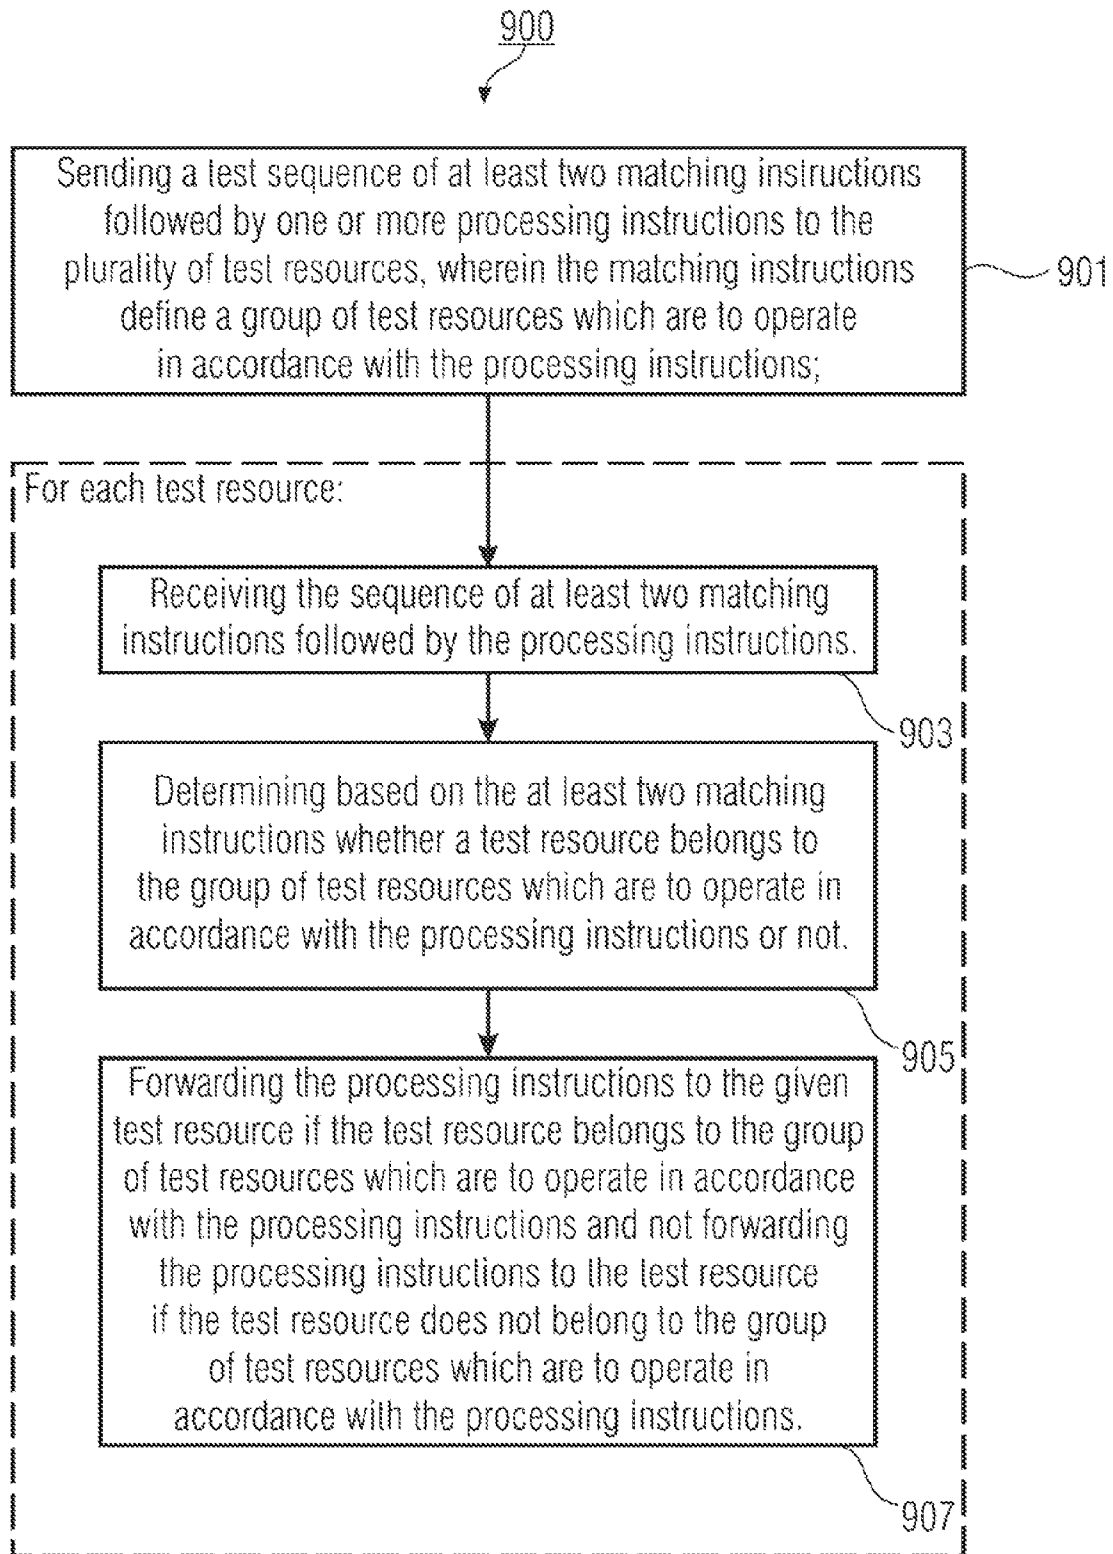 900
Sending a test sequence of at least two matching instructions
followed by one or more processing instructions to the
plurality of test resources, wherein the matching instructions
define a group of test resources which are to operate
in accordance with the processing instructions;
901
For each test resource:
Receiving the sequence of at least two matching
instructions followed by the processing instructions.
903
Determining based on the at least two matching
instructions whether a test resource belongs to
the group of test resources which are to operate in
accordance with the processing instructions or not.
905
Forwarding the processing instructions to the given
test resource if the test resource belongs to the group
of test resources which are to operate in accordance
with the processing instructions and not forwarding
the processing instructions to the test resource
if the test resource does not belong to the group
of test resources which are to operate in
accordance with the processing instructions.
907